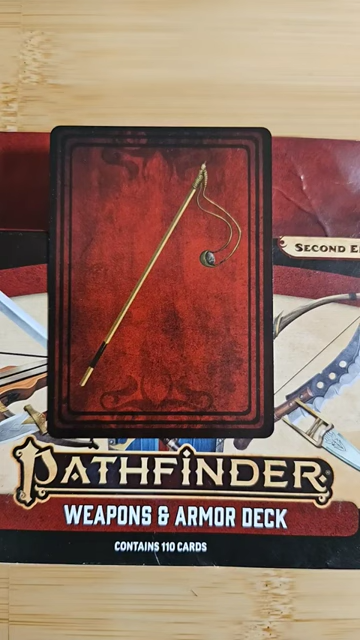 SECOND E
PATHFINDER
WEAPONS & ARMOR DECK
CONTAINS 110 CARDS